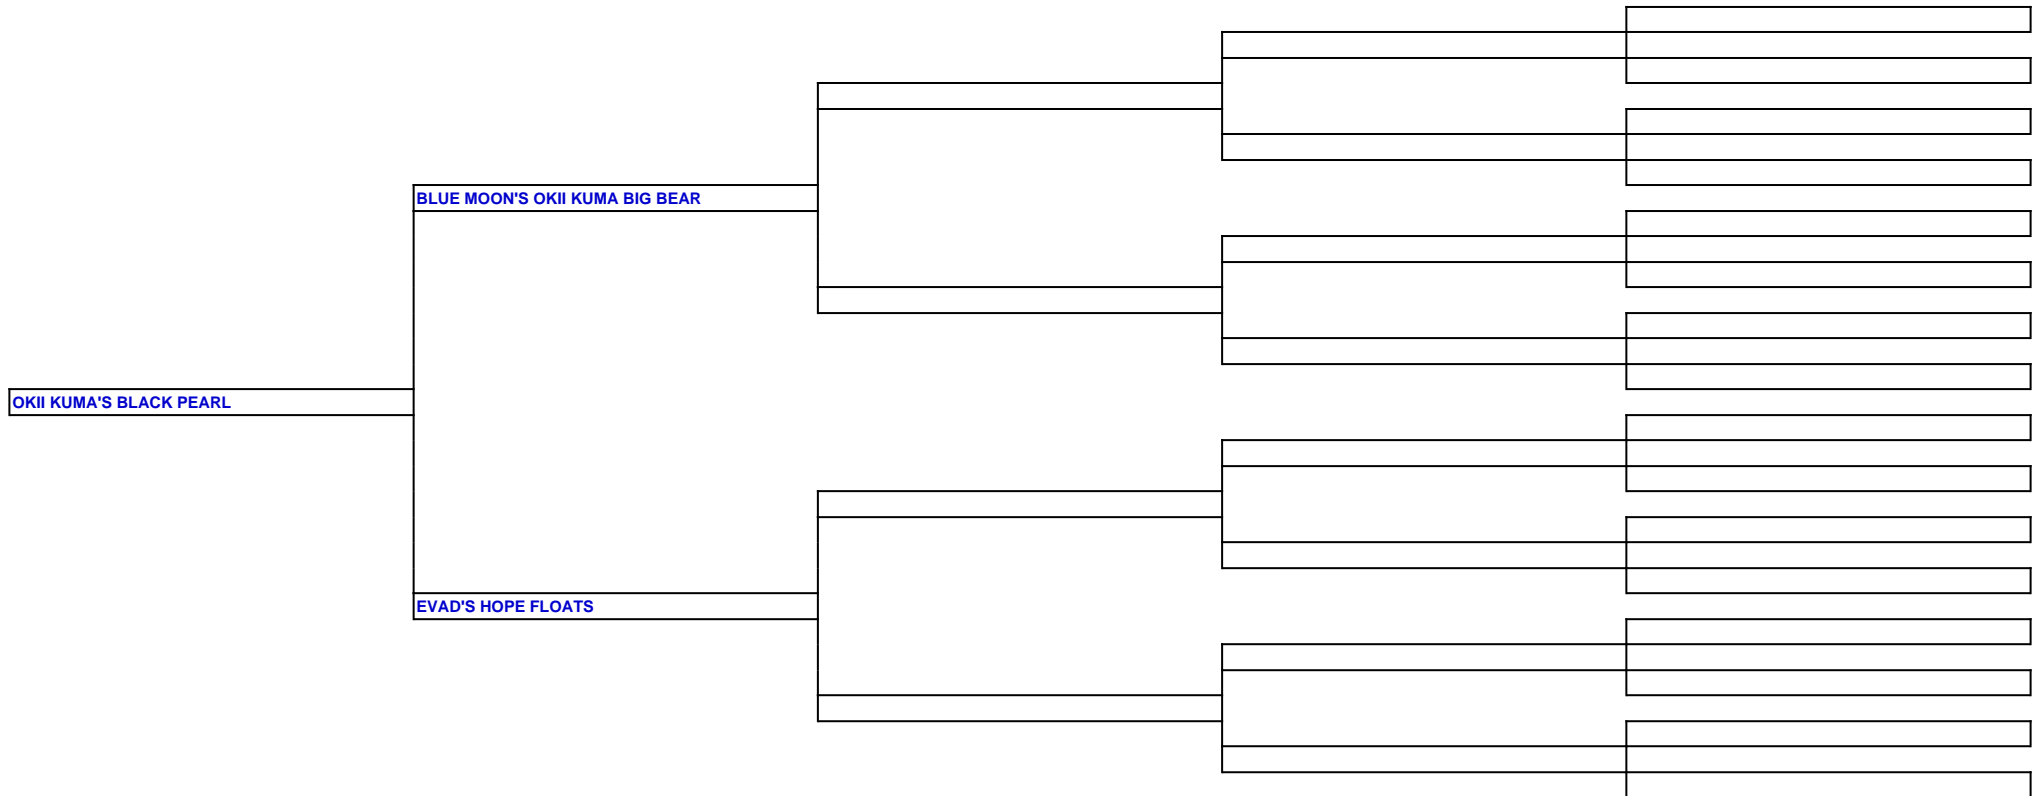 BLUE MOON'S OKII KUMA BIG BEAR
OKII KUMA'S BLACK PEARL
EVAD'S HOPE FLOATS